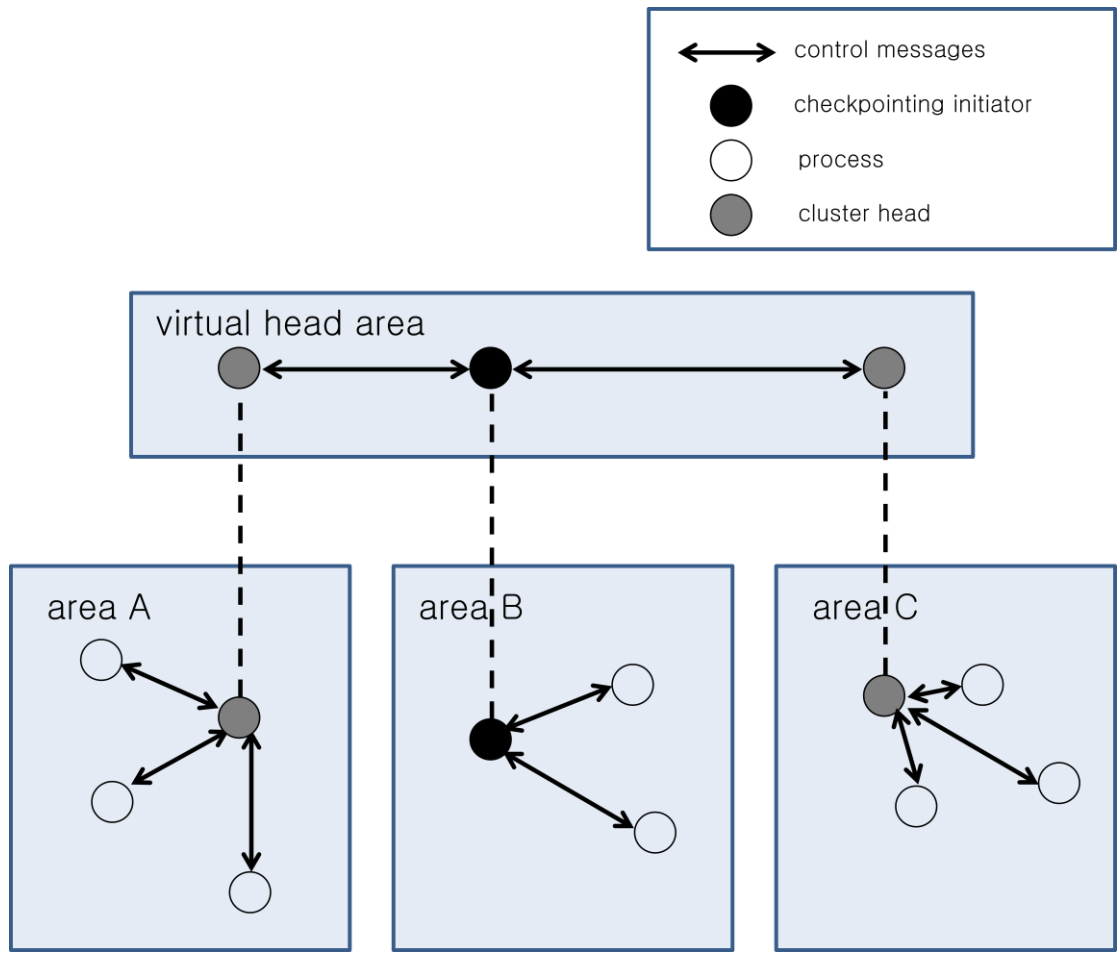 control messages
checkpointing initiator
process
cluster head
virtual head area
area A
area B
area C